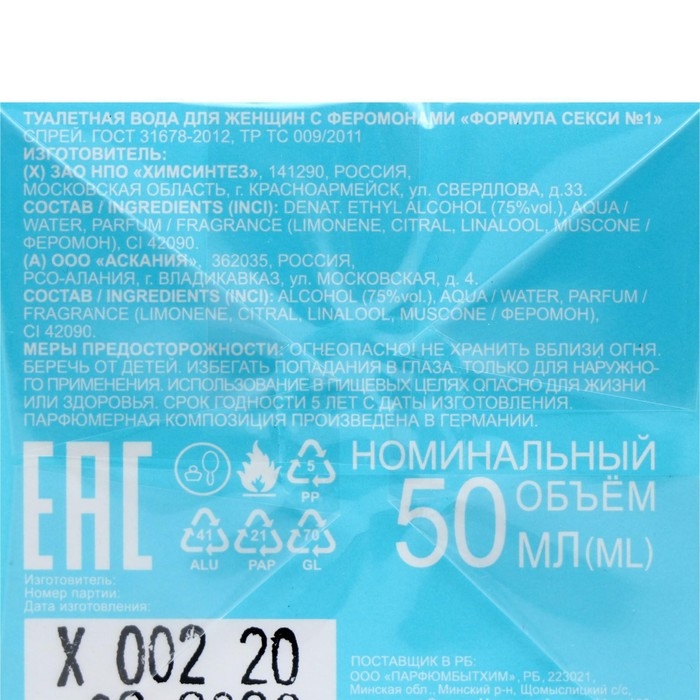 ТУАЛЕТНАЯ ВОДА ДЛЯ ЖЕНЩИН С ФЕРОМОНАМИ «ФОРМУЛА СЕКСИ №1»
СПРЕЙ. ГОСТ 31678-2012, ТР ТС 009/2011
ИЗГОТОВИТЕЛЬ:
(X) ЗАО НПО «ХИМСИНТЕЗ», 141290, РОССИЯ,
МОСКОВСКАЯ ОБЛАСТЬ, г. КРАСНОАРМЕЙСК, ул. СВЕРДЛОВА, д.33.
СОСТАВ / INGREDIENTS (INCI): DENAT. ETHYL ALCOHOL (75%vol.), AQUA /
WATER, PARFUM / FRAGRANCE (LIMONENE, CITRAL, LINALOOL, MUSCONE /
ФЕРОМОН), CI 42090.
(А) ООО «АСКАНИЯ», 362035, РОССИЯ,
РСО-АЛАНИЯ, г. ВЛАДИКАВКАЗ, ул. МОСКОВСКАЯ, д. 4.
СОСТАВ / INGREDIENTS (INCI): ALCOHOL (75%vol.), AQUA / WATER, PARFUM /
FRAGRANCE (LIMONENE, CITRAL, LINALOOL, MUSCONE / ФЕРОМОН),
CI 42090.
МЕРЫ ПРЕДОСТОРОЖНОСТИ: ОГНЕОПАСНО! НЕ ХРАНИТЬ ВБЛИЗИ ОГНЯ.
БЕРЕЧЬ ОТ ДЕТЕЙ. ИЗБЕГАТЬ ПОПАДАНИЯ В ГЛАЗА. ТОЛЬКО ДЛЯ НАРУЖНО-
ГО ПРИМЕНЕНИЯ. ИСПОЛЬЗОВАНИЕ В ПИЩЕВЫХ ЦЕЛЯХ ОПАСНО ДЛЯ ЖИЗНИ
ИЛИ ЗДОРОВЬЯ. СРОК ГОДНОСТИ 5 ЛЕТ С ДАТЫ ИЗГОТОВЛЕНИЯ.
ПАРФЮМЕРНАЯ КОМПОЗИЦИЯ ПРОИЗВЕДЕНА В ГЕРМАНИИ.
EAC
5
PP
41
ALU
21
PAP
70
GL
НОМИНАЛЬНЫЙ
ОБЪЁМ
50 МЛ(ML)
Изготовитель:
Номер партии:
Дата изготовления:
X 002 20
ПОСТАВЩИК В РБ:
ООО «ПАРФЮМБЫТХИМ», РБ, 223021,
Минская обл., Минский р-н, Щомыслицкий с/с,